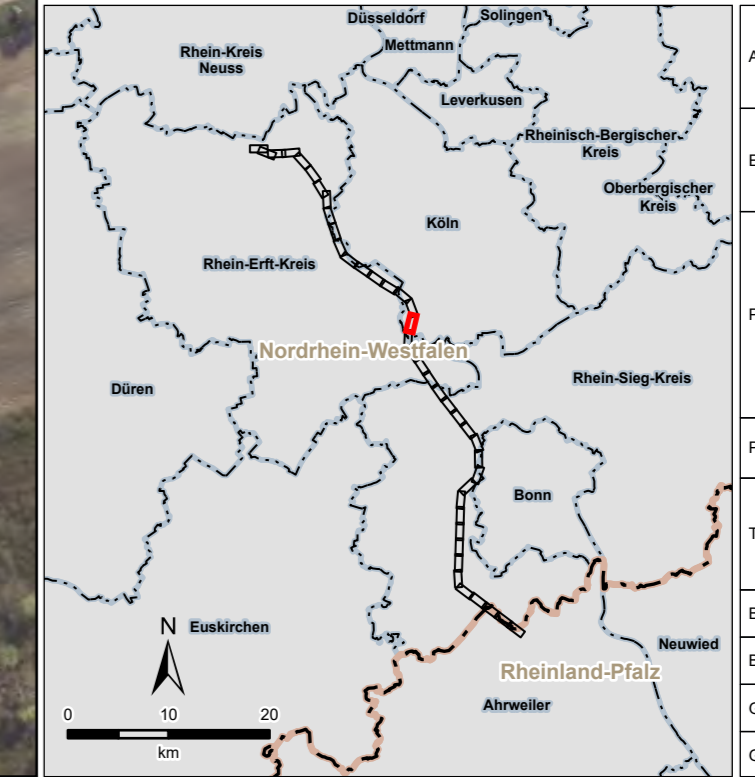 Düsseldorf
Solingen
Mettmann
Rhein-Kreis
Neuss
Leverkusen
Rheinisch-Bergischer
Kreis
Oberbergischer
Kreis
Köln
Rhein-Erft-Kreis
Nordrhein-Westfalen
Rhein-Sieg-Kreis
Düren
Bonn
N
Euskirchen
Neuwied
Rheinland-Pfalz
Ahrweiler
0 10 20
km